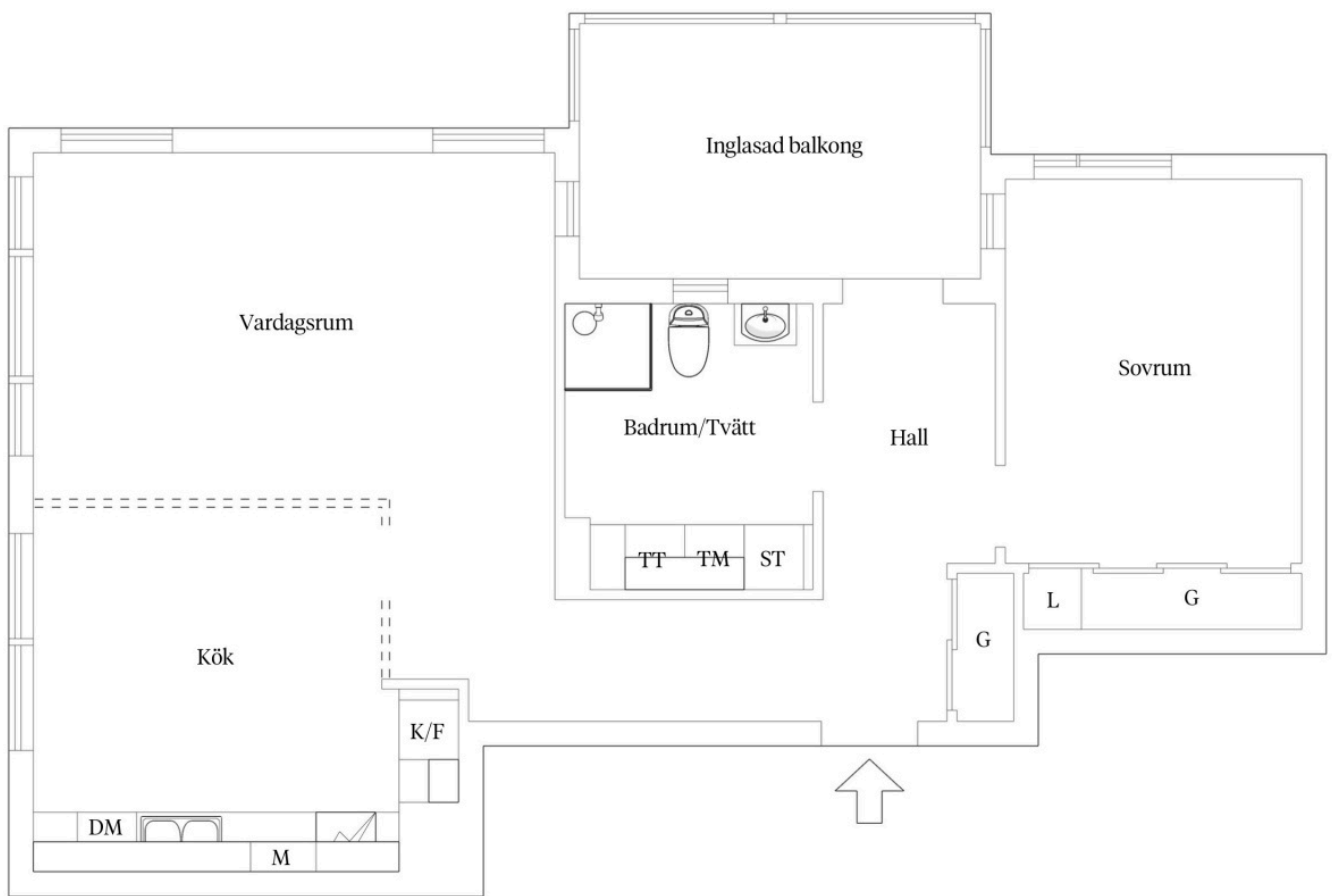 Inglasad balkong
Vardagsrum
Sovrum
Badrum/Tvätt
Hall
TT
TM
ST
L
G
G
Kök
K/F
DM
M